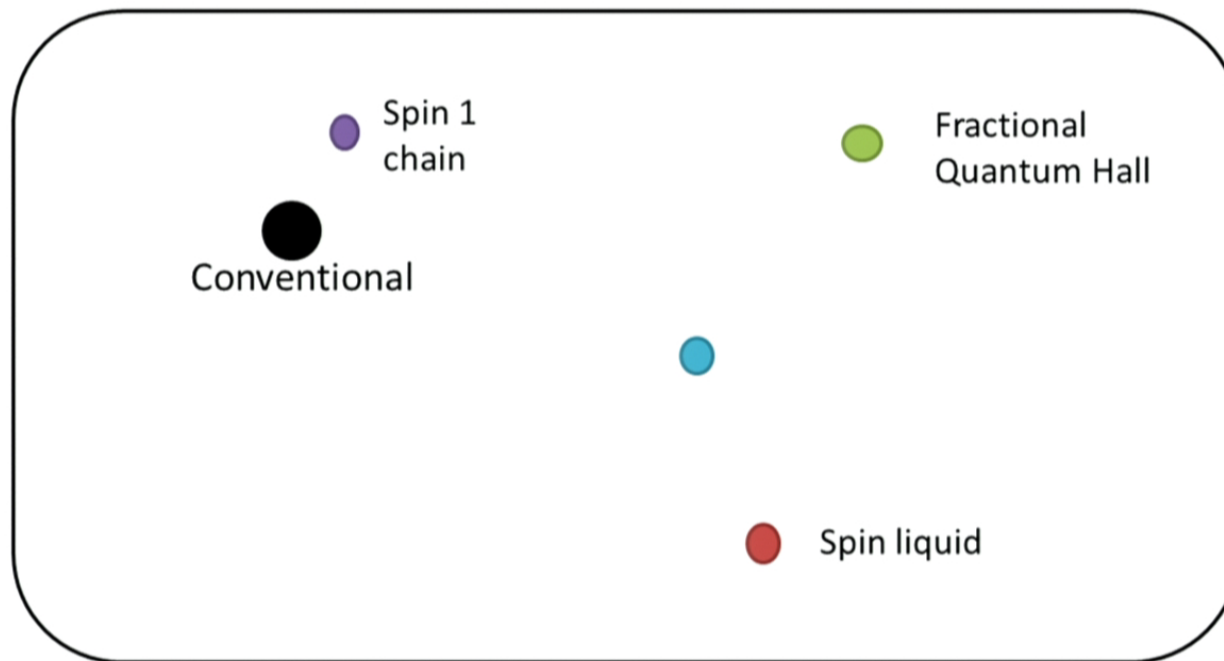 Spin 1
chain
Fractional
Quantum Hall
Conventional
Spin liquid